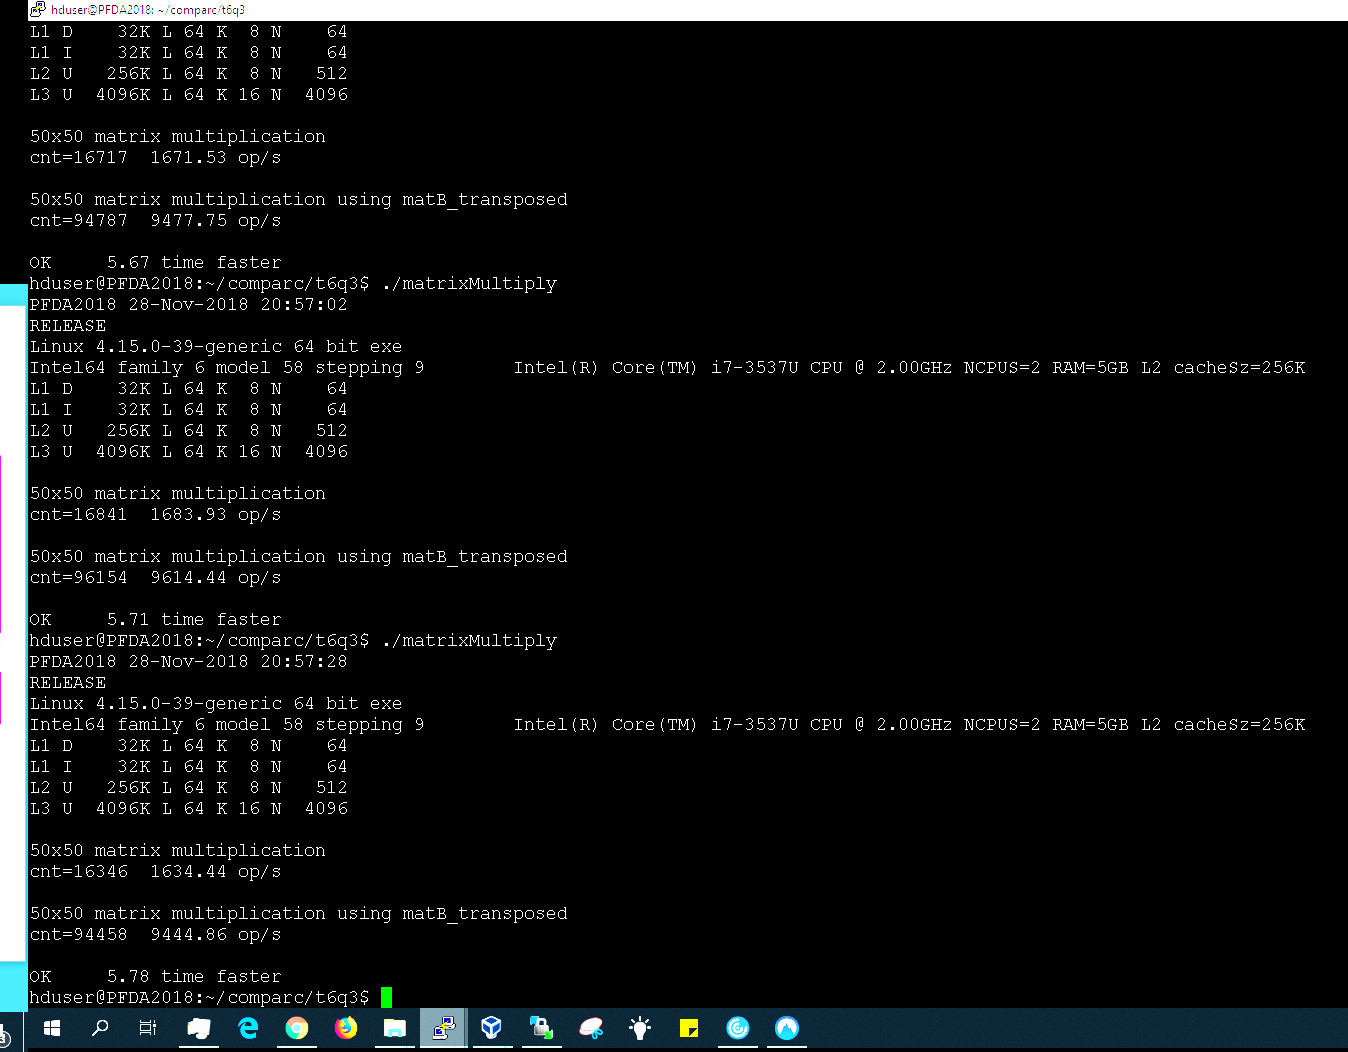 hduser@PFDA2018: ~/comparc/t6q3
L1 D    32K L 64 K  8 N    64
L1 I    32K L 64 K  8 N    64
L2 U   256K L 64 K  8 N   512
L3 U  4096K L 64 K 16 N  4096
50x50 matrix multiplication
cnt=16717  1671.53 op/s
50x50 matrix multiplication using matB_transposed
cnt=94787  9477.75 op/s
OK     5.67 time faster
hduser@PFDA2018:~/comparc/t6q3$ ./matrixMultiply
PFDA2018 28-Nov-2018 20:57:02
RELEASE
Linux 4.15.0-39-generic 64 bit exe
Intel64 family 6 model 58 stepping 9        Intel(R) Core(TM) i7-3537U CPU @ 2.00GHz NCPUS=2 RAM=5GB L2 cacheSz=256K
L1 D    32K L 64 K  8 N    64
L1 I    32K L 64 K  8 N    64
L2 U   256K L 64 K  8 N   512
L3 U  4096K L 64 K 16 N  4096
50x50 matrix multiplication
cnt=16841  1683.93 op/s
50x50 matrix multiplication using matB_transposed
cnt=96154  9614.44 op/s
OK     5.71 time faster
hduser@PFDA2018:~/comparc/t6q3$ ./matrixMultiply
PFDA2018 28-Nov-2018 20:57:28
RELEASE
Linux 4.15.0-39-generic 64 bit exe
Intel64 family 6 model 58 stepping 9        Intel(R) Core(TM) i7-3537U CPU @ 2.00GHz NCPUS=2 RAM=5GB L2 cacheSz=256K
L1 D    32K L 64 K  8 N    64
L1 I    32K L 64 K  8 N    64
L2 U   256K L 64 K  8 N   512
L3 U  4096K L 64 K 16 N  4096
50x50 matrix multiplication
cnt=16346  1634.44 op/s
50x50 matrix multiplication using matB_transposed
cnt=94458  9444.86 op/s
OK     5.78 time faster
hduser@PFDA2018:~/comparc/t6q3$